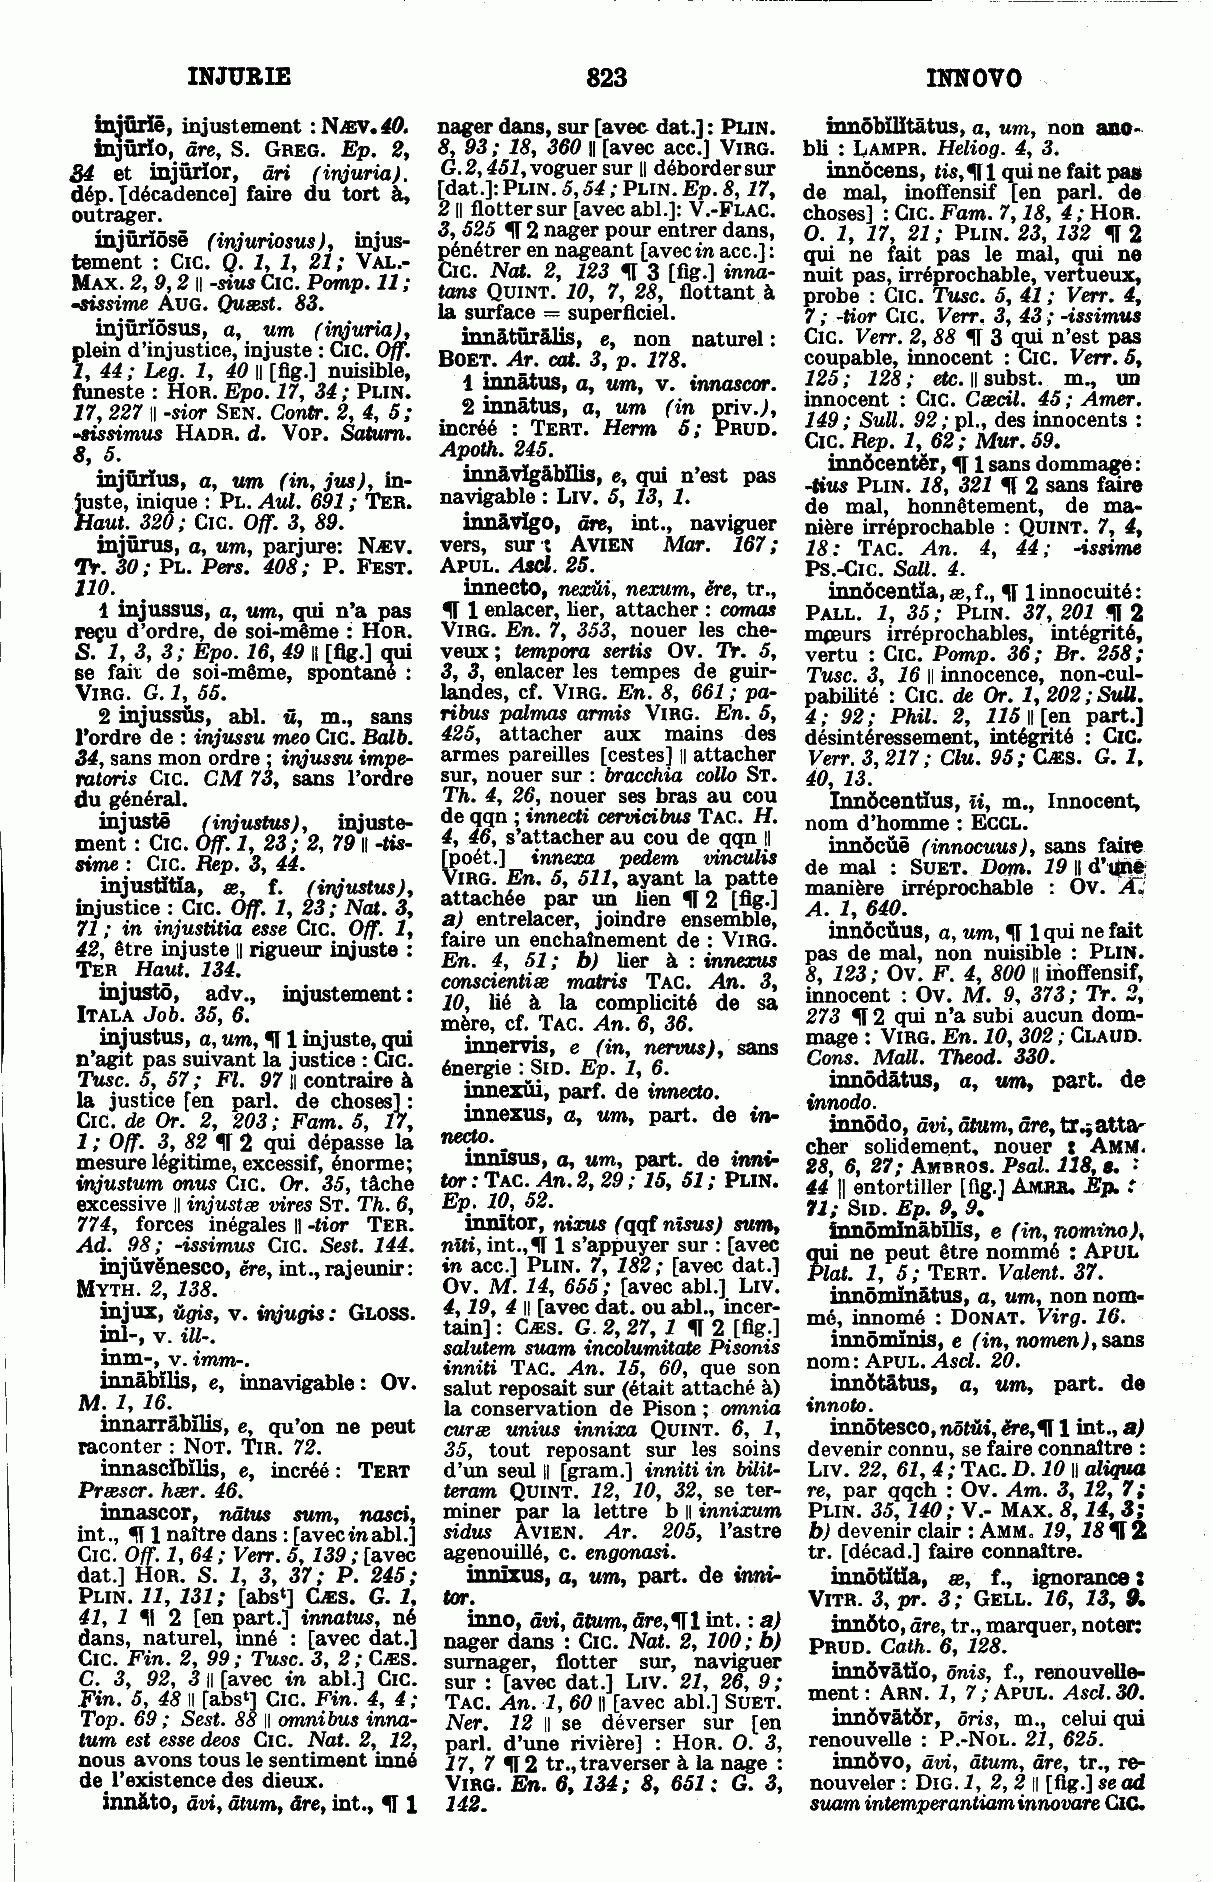 INJURIE
823
INNOVO
injūrĭē, injustement : NÆV. 40.
injūrĭo, āre, S. GREG. Ep. 2,
34 et injūrĭor, āri (injuria).
dép. [décadence] faire du tort à,
outrager.
injūrĭōsē (injuriosus), injus-
tement : CIC. Q. 1, 1, 21 ; VAL.-
MAX. 2, 9, 2 || -sius CIC. Pomp. 11 ;
-sissime AUG. Quæst. 83.
injūrĭōsus, a, um (injuria),
plein d'injustice, injuste : CIC. Off.
1, 44 ; Leg. 1, 40 || [fig.] nuisible,
funeste : HOR. Epo. 17, 34 ; PLIN.
17, 227 || -sior SEN. Contr. 2, 4, 5 ;
-sissimus HADR. d. VOP. Saturn.
8, 5.
injūrĭus, a, um (in, jus), in-
juste, inique : PL. Aul. 691 ; TER.
Haut. 320 ; CIC. Off. 3, 89.
injūrus, a, um, parjure: NÆV.
Tr. 30 ; PL. Pers. 408 ; P. FEST.
110.
1 injussus, a, um, qui n'a pas
reçu d'ordre, de soi-même : HOR.
S. 1, 3, 3 ; Epo. 16, 49 || [fig.] qui
se fait de soi-même, spontané :
VIRG. G. 1, 55.
2 injussŭs, abl. ū, m., sans
l'ordre de : injussu meo CIC. Balb.
34, sans mon ordre ; injussu impe-
ratoris CIC. CM 73, sans l'ordre
du général.
injustē (injustus), injuste-
ment : CIC. Off. 1, 23 ; 2, 79 || -tis-
sime : CIC. Rep. 3, 44.
injustĭtĭa, æ, f. (injustus),
injustice : CIC. Off. 1, 23 ; Nat. 3,
71 ; in injustitia esse CIC. Off. 1,
42, être injuste || rigueur injuste :
TER Haut. 134.
injustō, adv., injustement :
ITALA Job. 35, 6.
injustus, a, um, ¶ 1 injuste, qui
n'agit pas suivant la justice : CIC.
Tusc. 5, 57 ; Fl. 97 || contraire à
la justice [en parl. de choses] :
CIC. de Or. 2, 203 ; Fam. 5, 17,
1 ; Off. 3, 82 ¶ 2 qui dépasse la
mesure légitime, excessif, énorme ;
injustum onus CIC. Or. 35, tâche
excessive || injustæ vires ST. Th. 6,
774, forces inégales || -tior TER.
Ad. 98 ; -issimus CIC. Sest. 144.
injŭvĕnesco, ĕre, int., rajeunir :
MYTH. 2, 138.
injux, ŭgis, v. injugis : GLOSS.
inl-, v. ill-.
inm-, v. imm-.
innābĭlis, e, innavigable : OV.
M. 1, 16.
innarrābĭlis, e, qu'on ne peut
raconter : NOT. TIR. 72.
innascĭbĭlis, e, incréé : TERT
Præscr. hær. 46.
innascor, nātus sum, nasci,
int., ¶ 1 naître dans : [avec in abl.]
CIC. Off. 1, 64 ; Verr. 5, 139 ; [avec
dat.] HOR. S. 1, 3, 37 ; P. 245 ;
PLIN. 11, 131 ; [absᵗ] CÆS. G. 1,
41, 1 ¶ 2 [en part.] innatus, né
dans, naturel, inné : [avec dat.]
CIC. Fin. 2, 99 ; Tusc. 3, 2 ; CÆS.
C. 3, 92, 3 || [avec in abl.] CIC.
Fin. 5, 48 || [absᵗ] CIC. Fin. 4, 4 ;
Top. 69 ; Sest. 88 || omnibus inna-
tum est esse deos CIC. Nat. 2, 12,
nous avons tous le sentiment inné
de l'existence des dieux.
innăto, āvi, ātum, āre, int., ¶ 1
nager dans, sur [avec dat.] : PLIN.
8, 93 ; 18, 360 || [avec acc.] VIRG.
G. 2, 451, voguer sur || déborder sur
[dat.] : PLIN. 5, 54 ; PLIN. Ep. 8, 17,
2 || flotter sur [avec abl.] : V.-FLAC.
3, 525 ¶ 2 nager pour entrer dans,
pénétrer en nageant [avec in acc.] :
CIC. Nat. 2, 123 ¶ 3 [fig.] inna-
tans QUINT. 10, 7, 28, flottant à
la surface = superficiel.
innātūrālis, e, non naturel :
BOET. Ar. cat. 3, p. 178.
1 innātus, a, um, v. innascor.
2 innātus, a, um (in priv.),
incréé : TERT. Herm 5 ; PRUD.
Apoth. 245.
innāvĭgābĭlis, e, qui n'est pas
navigable : LIV. 5, 13, 1.
innāvĭgo, āre, int., naviguer
vers, sur : AVIEN Mar. 167 ;
APUL. Ascl. 25.
innecto, nexŭi, nexum, ĕre, tr.,
¶ 1 enlacer, lier, attacher : comas
VIRG. En. 7, 353, nouer les che-
veux ; tempora sertis OV. Tr. 5,
3, 3, enlacer les tempes de guir-
landes, cf. VIRG. En. 8, 661 ; pa-
ribus palmas armis VIRG. En. 5,
425, attacher aux mains des
armes pareilles [cestes] || attacher
sur, nouer sur : bracchia collo ST.
Th. 4, 26, nouer ses bras au cou
de qqn ; innecti cervicibus TAC. H.
4, 46, s'attacher au cou de qqn ||
[poét.] innexa pedem vinculis
VIRG. En. 5, 511, ayant la patte
attachée par un lien ¶ 2 [fig.]
a) entrelacer, joindre ensemble,
faire un enchaînement de : VIRG.
En. 4, 51 ; b) lier à : innexus
conscientiæ matris TAC. An. 3,
10, lié à la complicité de sa
mère, cf. TAC. An. 6, 36.
innervis, e (in, nervus), sans
énergie : SID. Ep. 1, 6.
innexŭi, parf. de innecto.
innexus, a, um, part. de in-
necto.
innīsus, a, um, part. de inni-
tor : TAC. An. 2, 29 ; 15, 51 ; PLIN.
Ep. 10, 52.
innītor, nixus (qqf nīsus) sum,
nīti, int., ¶ 1 s'appuyer sur : [avec
in acc.] PLIN. 7, 182 ; [avec dat.]
OV. M. 14, 655 ; [avec abl.] LIV.
4, 19, 4 || [avec dat. ou abl., incer-
tain] : CÆS. G. 2, 27, 1 ¶ 2 [fig.]
salutem suam incolumitate Pisonis
inniti TAC. An. 15, 60, que son
salut reposait sur (était attaché à)
la conservation de Pison ; omnia
curæ unius innixa QUINT. 6, 1,
35, tout reposant sur les soins
d'un seul || [gram.] inniti in bilit-
teram QUINT. 12, 10, 32, se ter-
miner par la lettre b || innixum
sidus AVIEN. Ar. 205, l'astre
agenouillé, c. engonasi.
innīxus, a, um, part. de inni-
tor.
inno, āvi, ātum, āre, ¶ 1 int. : a)
nager dans : CIC. Nat. 2, 100 ; b)
surnager, flotter sur, naviguer
sur : [avec dat.] LIV. 21, 26, 9 ;
TAC. An. 1, 60 || [avec abl.] SUET.
Ner. 12 || se déverser sur [en
parl. d'une rivière] : HOR. O. 3,
17, 7 ¶ 2 tr., traverser à la nage :
VIRG. En. 6, 134 ; 8, 651 : G. 3,
142.
innōbĭlĭtātus, a, um, non ano-
bli : LAMPR. Heliog. 4, 3.
innŏcens, tis, ¶ 1 qui ne fait pas
de mal, inoffensif [en parl. de
choses] : CIC. Fam. 7, 18, 4 ; HOR.
O. 1, 17, 21 ; PLIN. 23, 132 ¶ 2
qui ne fait pas le mal, qui ne
nuit pas, irréprochable, vertueux,
probe : CIC. Tusc. 5, 41 ; Verr. 4,
7 ; -tior CIC. Verr. 3, 43 ; -issimus
CIC. Verr. 2, 88 ¶ 3 qui n'est pas
coupable, innocent : CIC. Verr. 5,
125 ; 128 ; etc. || subst. m., un
innocent : CIC. Cæcil. 45 ; Amer.
149 ; Sull. 92 ; pl., des innocents :
CIC. Rep. 1, 62 ; Mur. 59.
innŏcentĕr, ¶ 1 sans dommage :
-tius PLIN. 18, 321 ¶ 2 sans faire
de mal, honnêtement, de ma-
nière irréprochable : QUINT. 7, 4,
18 : TAC. An. 4, 44 ; -issime
PS.-CIC. Sall. 4.
innŏcentĭa, æ, f., ¶ 1 innocuité :
PALL. 1, 35 ; PLIN. 37, 201 ¶ 2
mœurs irréprochables, intégrité,
vertu : CIC. Pomp. 36 ; Br. 258 ;
Tusc. 3, 16 || innocence, non-cul-
pabilité : CIC. de Or. 1, 202 ; Sull.
4 ; 92 ; Phil. 2, 115 || [en part.]
désintéressement, intégrité : CIC.
Verr. 3, 217 ; Clu. 95 ; CÆS. G. 1,
40, 13.
Innŏcentĭus, ĭi, m., Innocent,
nom d'homme : ECCL.
innŏcŭē (innocuus), sans faire
de mal : SUET. Dom. 19 || d'une
manière irréprochable : OV. A.
A. 1, 640.
innŏcŭus, a, um, ¶ 1 qui ne fait
pas de mal, non nuisible : PLIN.
8, 123 ; OV. F. 4, 800 || inoffensif,
innocent : OV. M. 9, 373 ; Tr. 2,
273 ¶ 2 qui n'a subi aucun dom-
mage : VIRG. En. 10, 302 ; CLAUD.
Cons. Mall. Theod. 330.
innōdātus, a, um, part. de
innodo.
innōdo, āvi, ātum, āre, tr., atta-
cher solidement, nouer : AMM.
28, 6, 27 ; AMBROS. Psal. 118, s. :
44 || entortiller [fig.] AMBR. Ep. :
71 ; SID. Ep. 9, 9.
innōmĭnābĭlis, e (in, nomino),
qui ne peut être nommé : APUL
Plat. 1, 5 ; TERT. Valent. 37.
innōmĭnātus, a, um, non nom-
mé, innomé : DONAT. Virg. 16.
innōmĭnis, e (in, nomen), sans
nom : APUL. Ascl. 20.
innŏtātus, a, um, part. de
innoto.
innōtesco, nōtŭi, ĕre, ¶ 1 int., a)
devenir connu, se faire connaître :
LIV. 22, 61, 4 ; TAC. D. 10 || aliqua
re, par qqch : OV. Am. 3, 12, 7 ;
PLIN. 35, 140 ; V.- MAX. 8, 14, 3 ;
b) devenir clair : AMM. 19, 18 ¶ 2
tr. [décad.] faire connaître.
innōtĭtĭa, æ, f., ignorance :
VITR. 3, pr. 3 ; GELL. 16, 13, 9.
innŏto, āre, tr., marquer, noter :
PRUD. Cath. 6, 128.
innŏvātĭo, ōnis, f., renouvelle-
ment : ARN. 1, 7 ; APUL. Ascl. 30.
innŏvātŏr, ōris, m., celui qui
renouvelle : P.-NOL. 21, 625.
innŏvo, āvi, ātum, āre, tr., re-
nouveler : DIG. 1, 2, 2 || [fig.] se ad
suam intemperantiam innovare CIC.